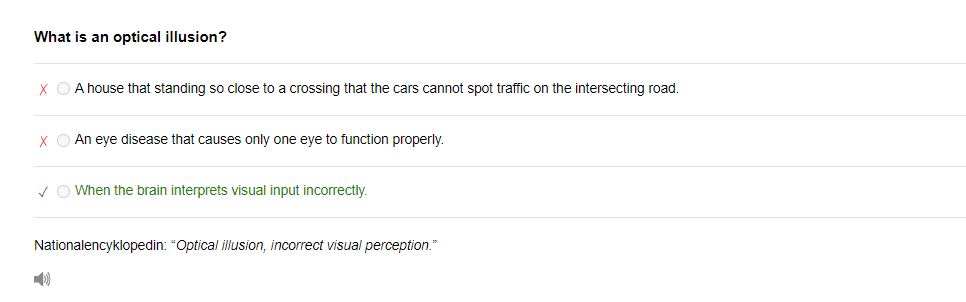 What is an optical illusion?
A house that standing so close to a crossing that the cars cannot spot traffic on the intersecting road.
An eye disease that causes only one eye to function properly.
When the brain interprets visual input incorrectly.
Nationalencyklopedin: “Optical illusion, incorrect visual perception.”